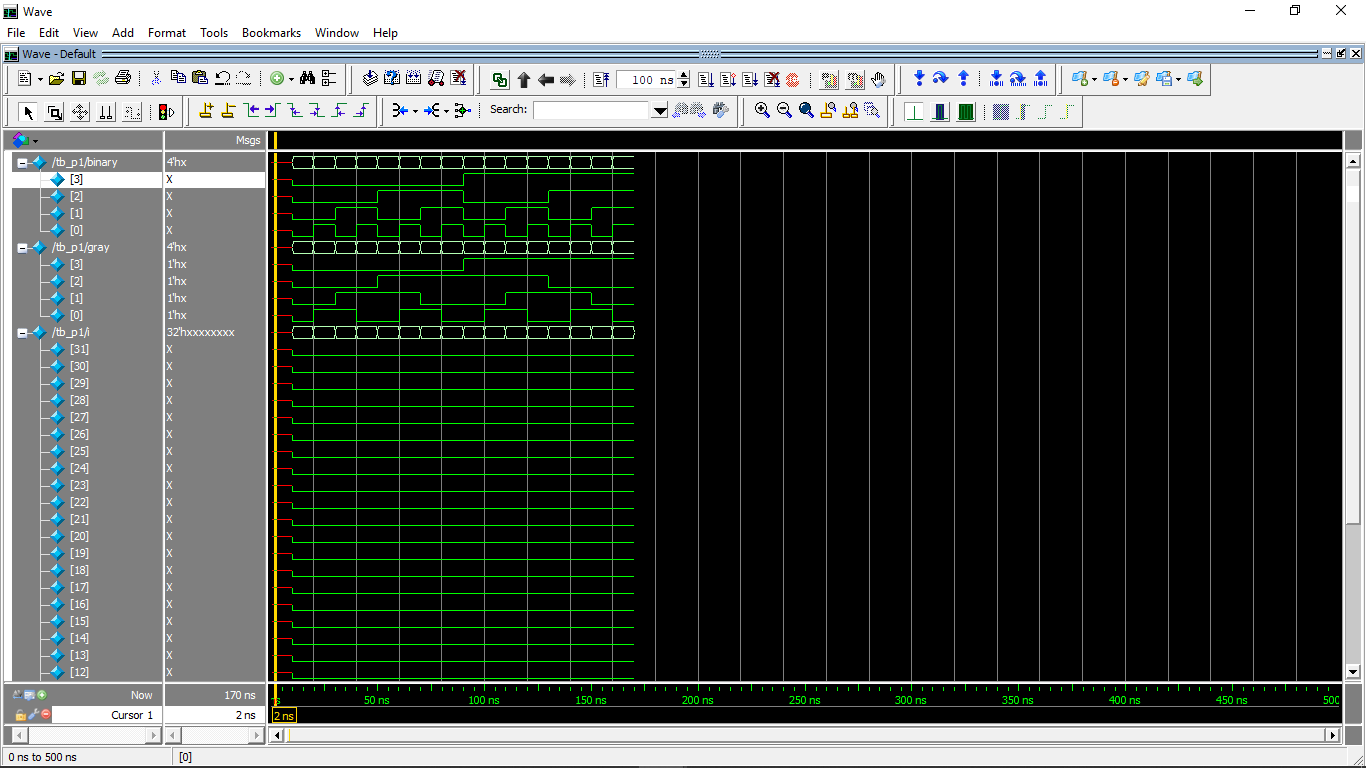 Wave
File Edit View Add Format Tools Bookmarks Window Help
Wave - Default
100 ns
Search:
Msgs
/tb_p1/binary 4'hx
[3] X
[2] X
[1] X
[0] X
/tb_p1/gray 4'hx
[3] 1'hx
[2] 1'hx
[1] 1'hx
[0] 1'hx
/tb_p1/i 32'hxxxxxxxx
[31] X
[30] X
[29] X
[28] X
[27] X
[26] X
[25] X
[24] X
[23] X
[22] X
[21] X
[20] X
[19] X
[18] X
[17] X
[16] X
[15] X
[14] X
[13] X
[12] X
Now 170 ns 50 ns 100 ns 150 ns 200 ns 250 ns 300 ns 350 ns 400 ns 450 ns 500
Cursor 1 2 ns 2 ns
0 ns to 500 ns [0]